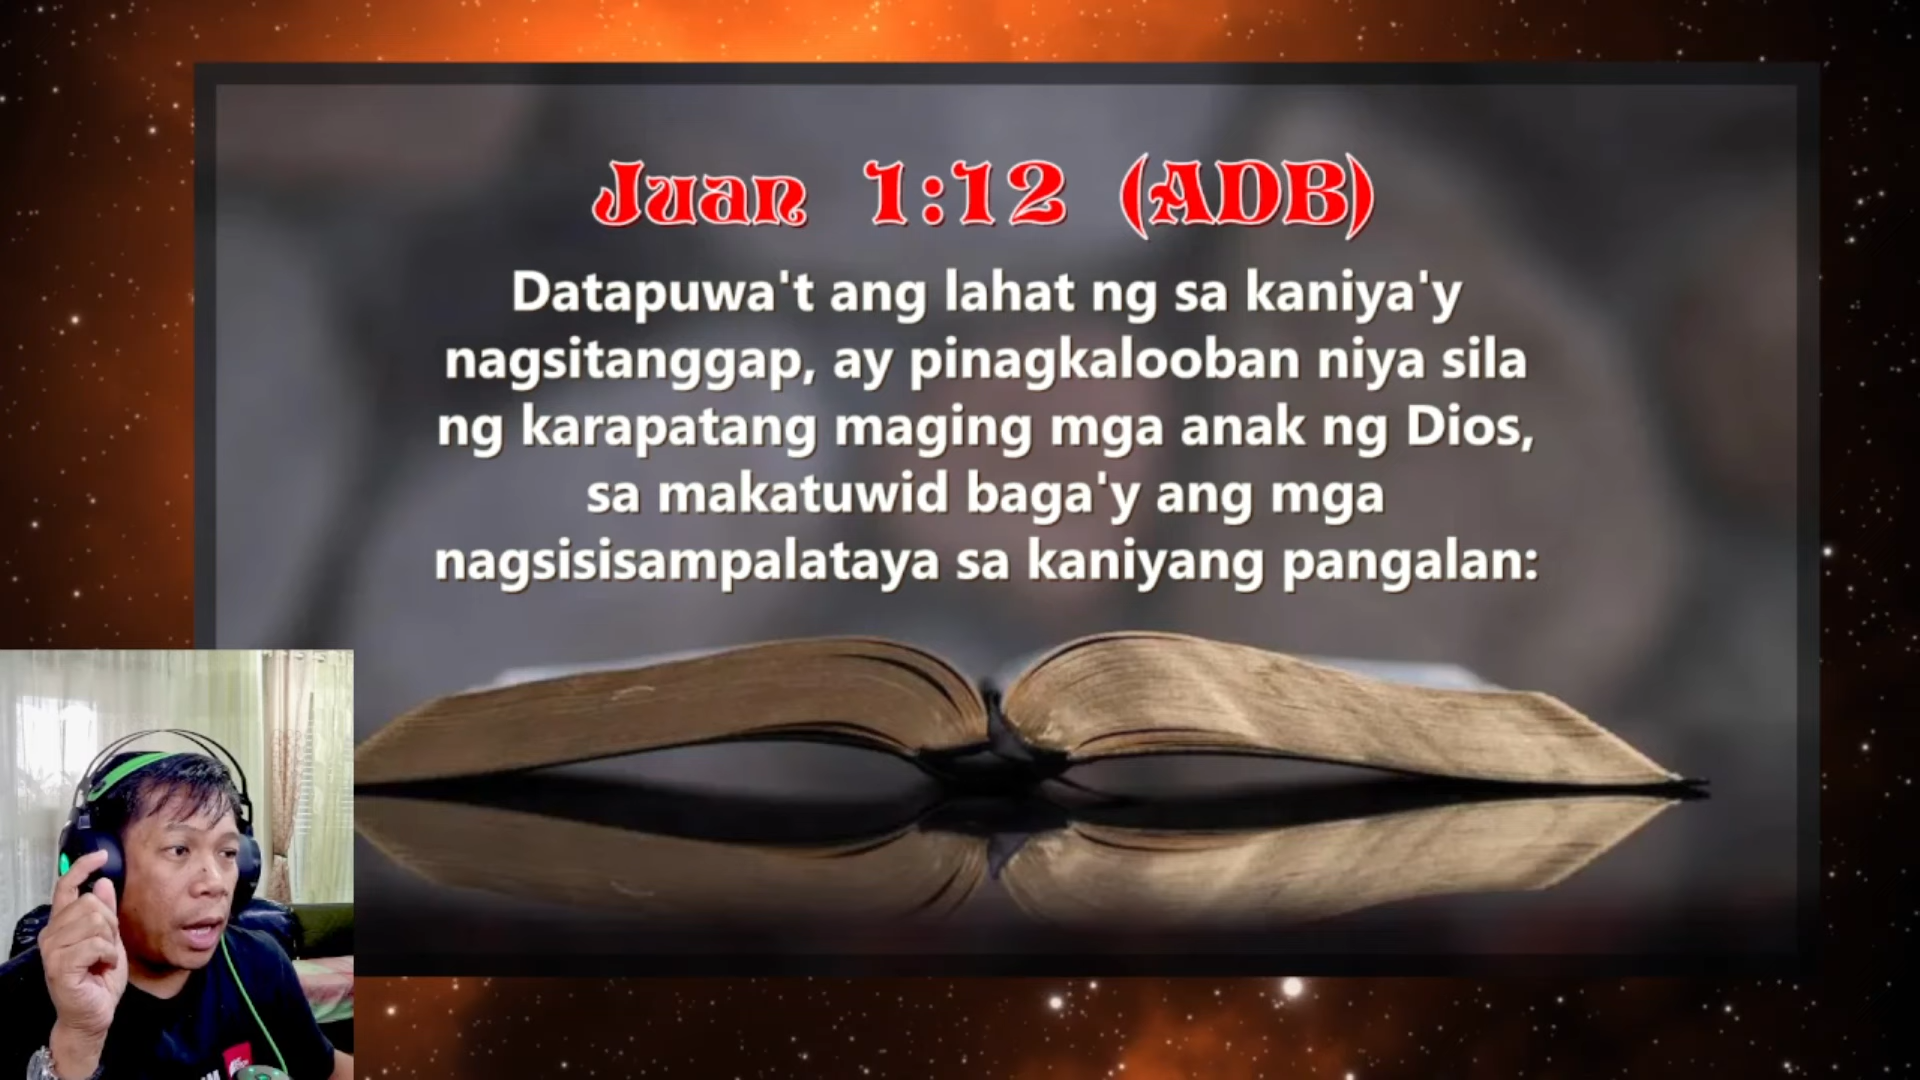 Juan 1:12 (ADB)
Datapuwa't ang lahat ng sa kaniya'y
nagsitanggap, ay pinagkalooban niya sila
ng karapatang maging mga anak ng Dios,
sa makatuwid baga'y ang mga
nagsisisampalataya sa kaniyang pangalan: